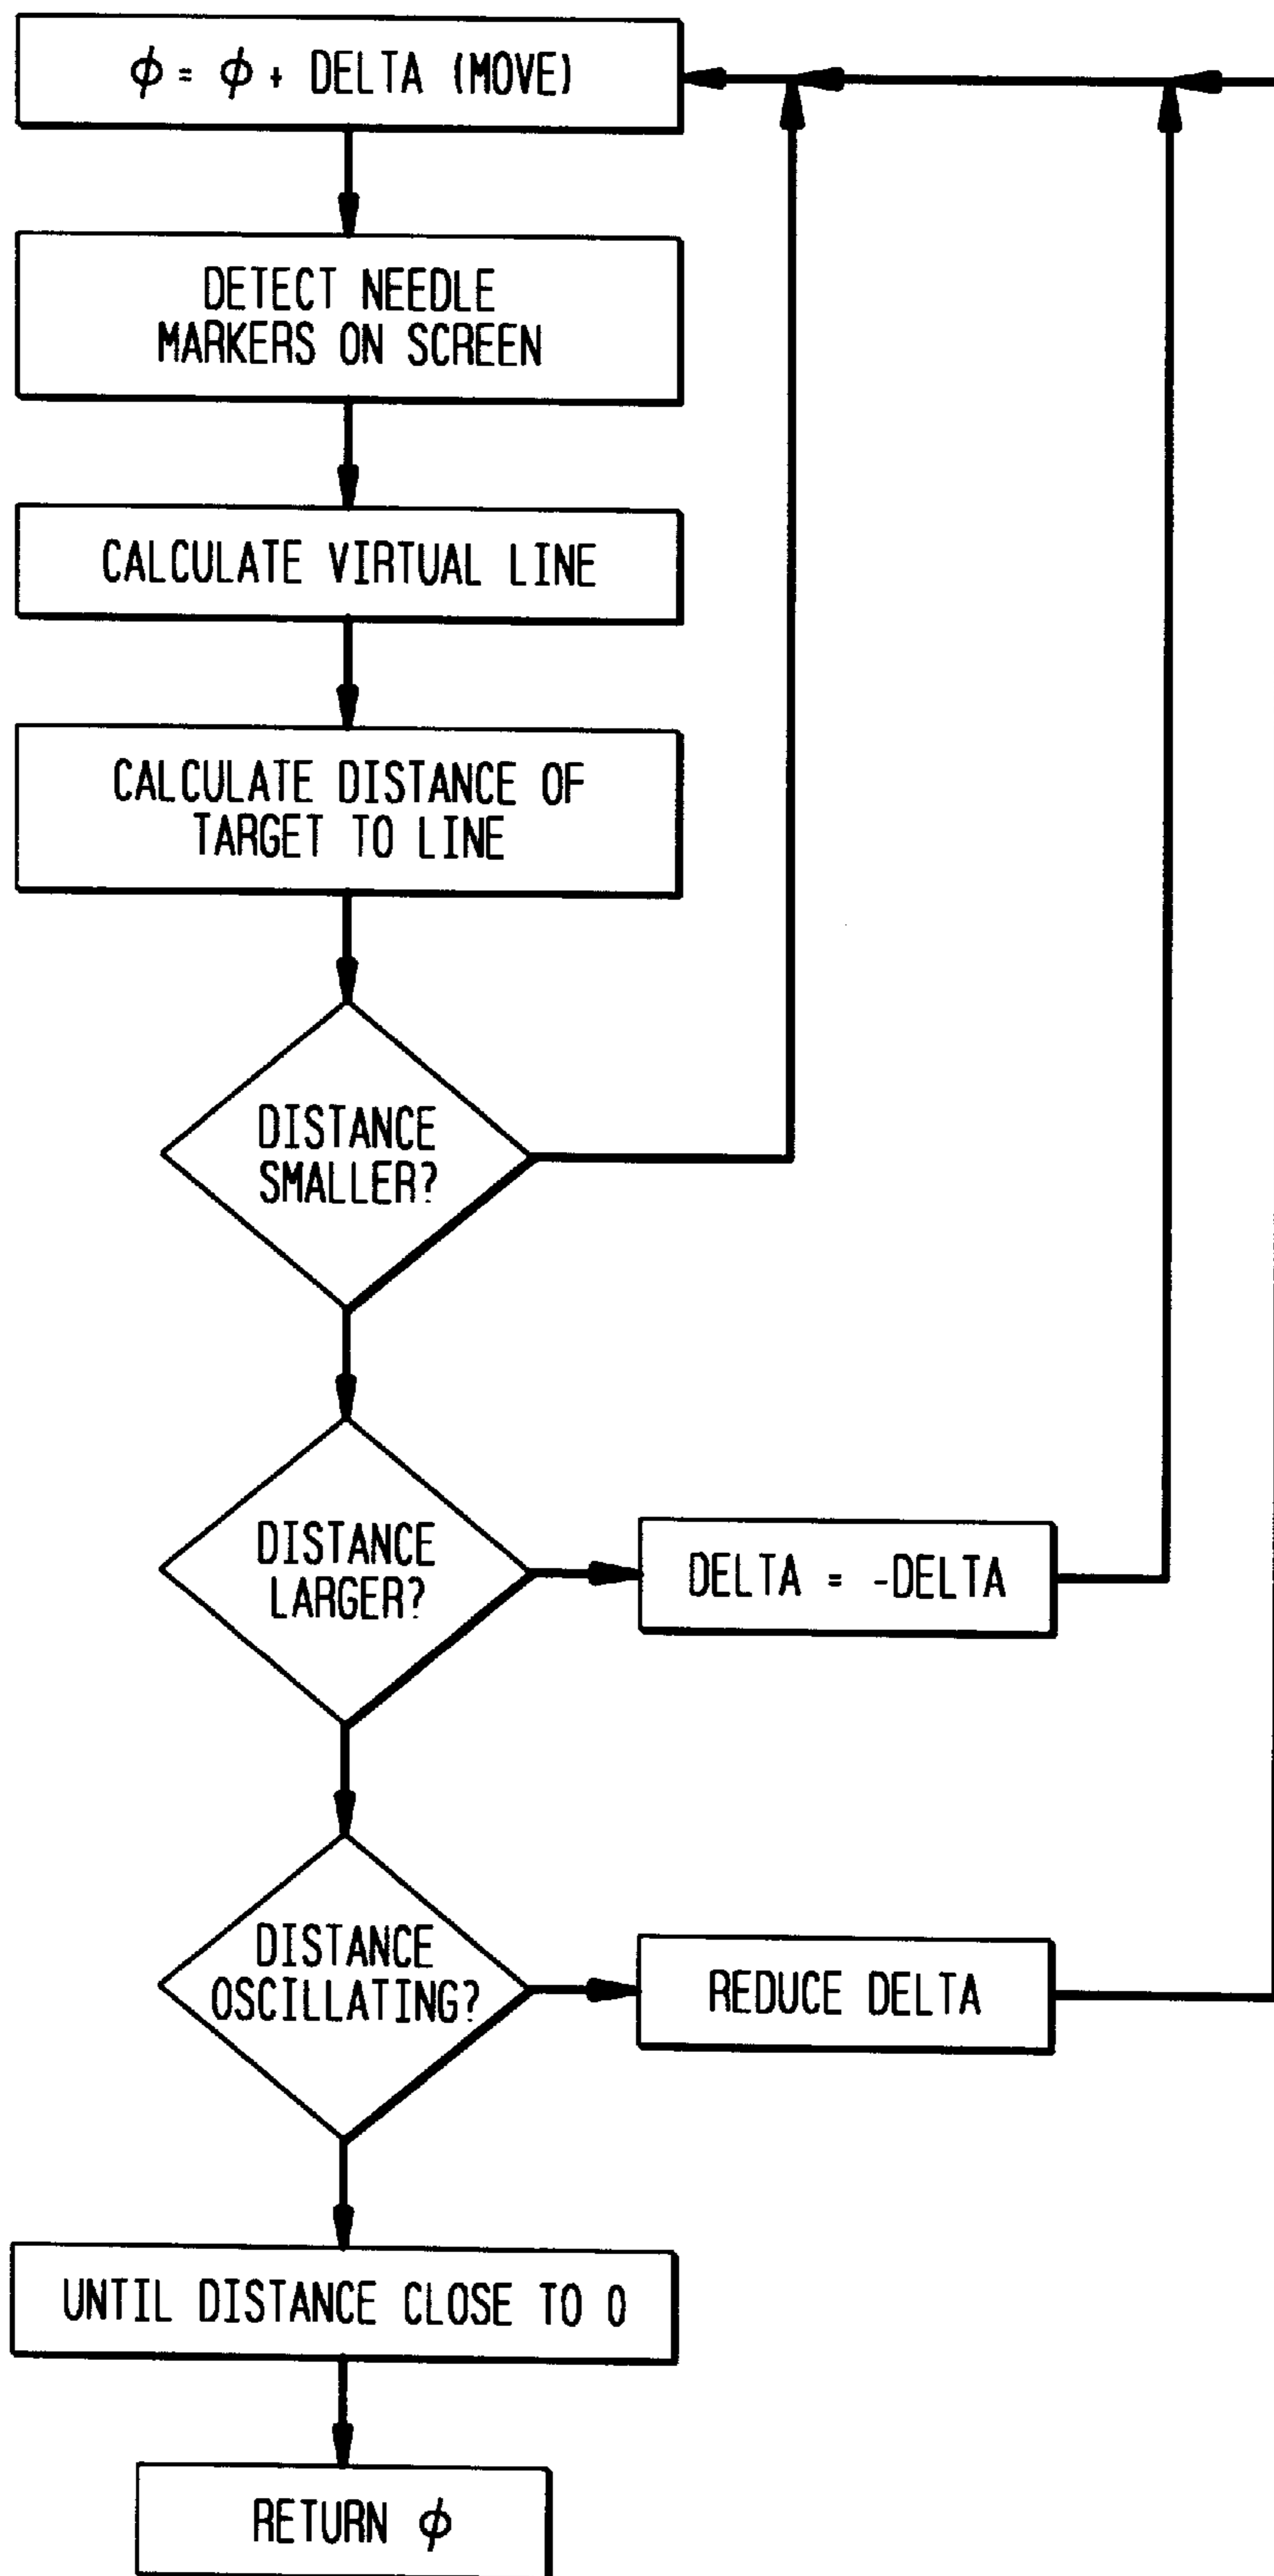 ϕ = ϕ + DELTA (MOVE)
DETECT NEEDLE
MARKERS ON SCREEN
CALCULATE VIRTUAL LINE
CALCULATE DISTANCE OF
TARGET TO LINE
DISTANCE
SMALLER?
DISTANCE
LARGER?
DELTA = -DELTA
DISTANCE
OSCILLATING?
REDUCE DELTA
UNTIL DISTANCE CLOSE TO 0
RETURN ϕ